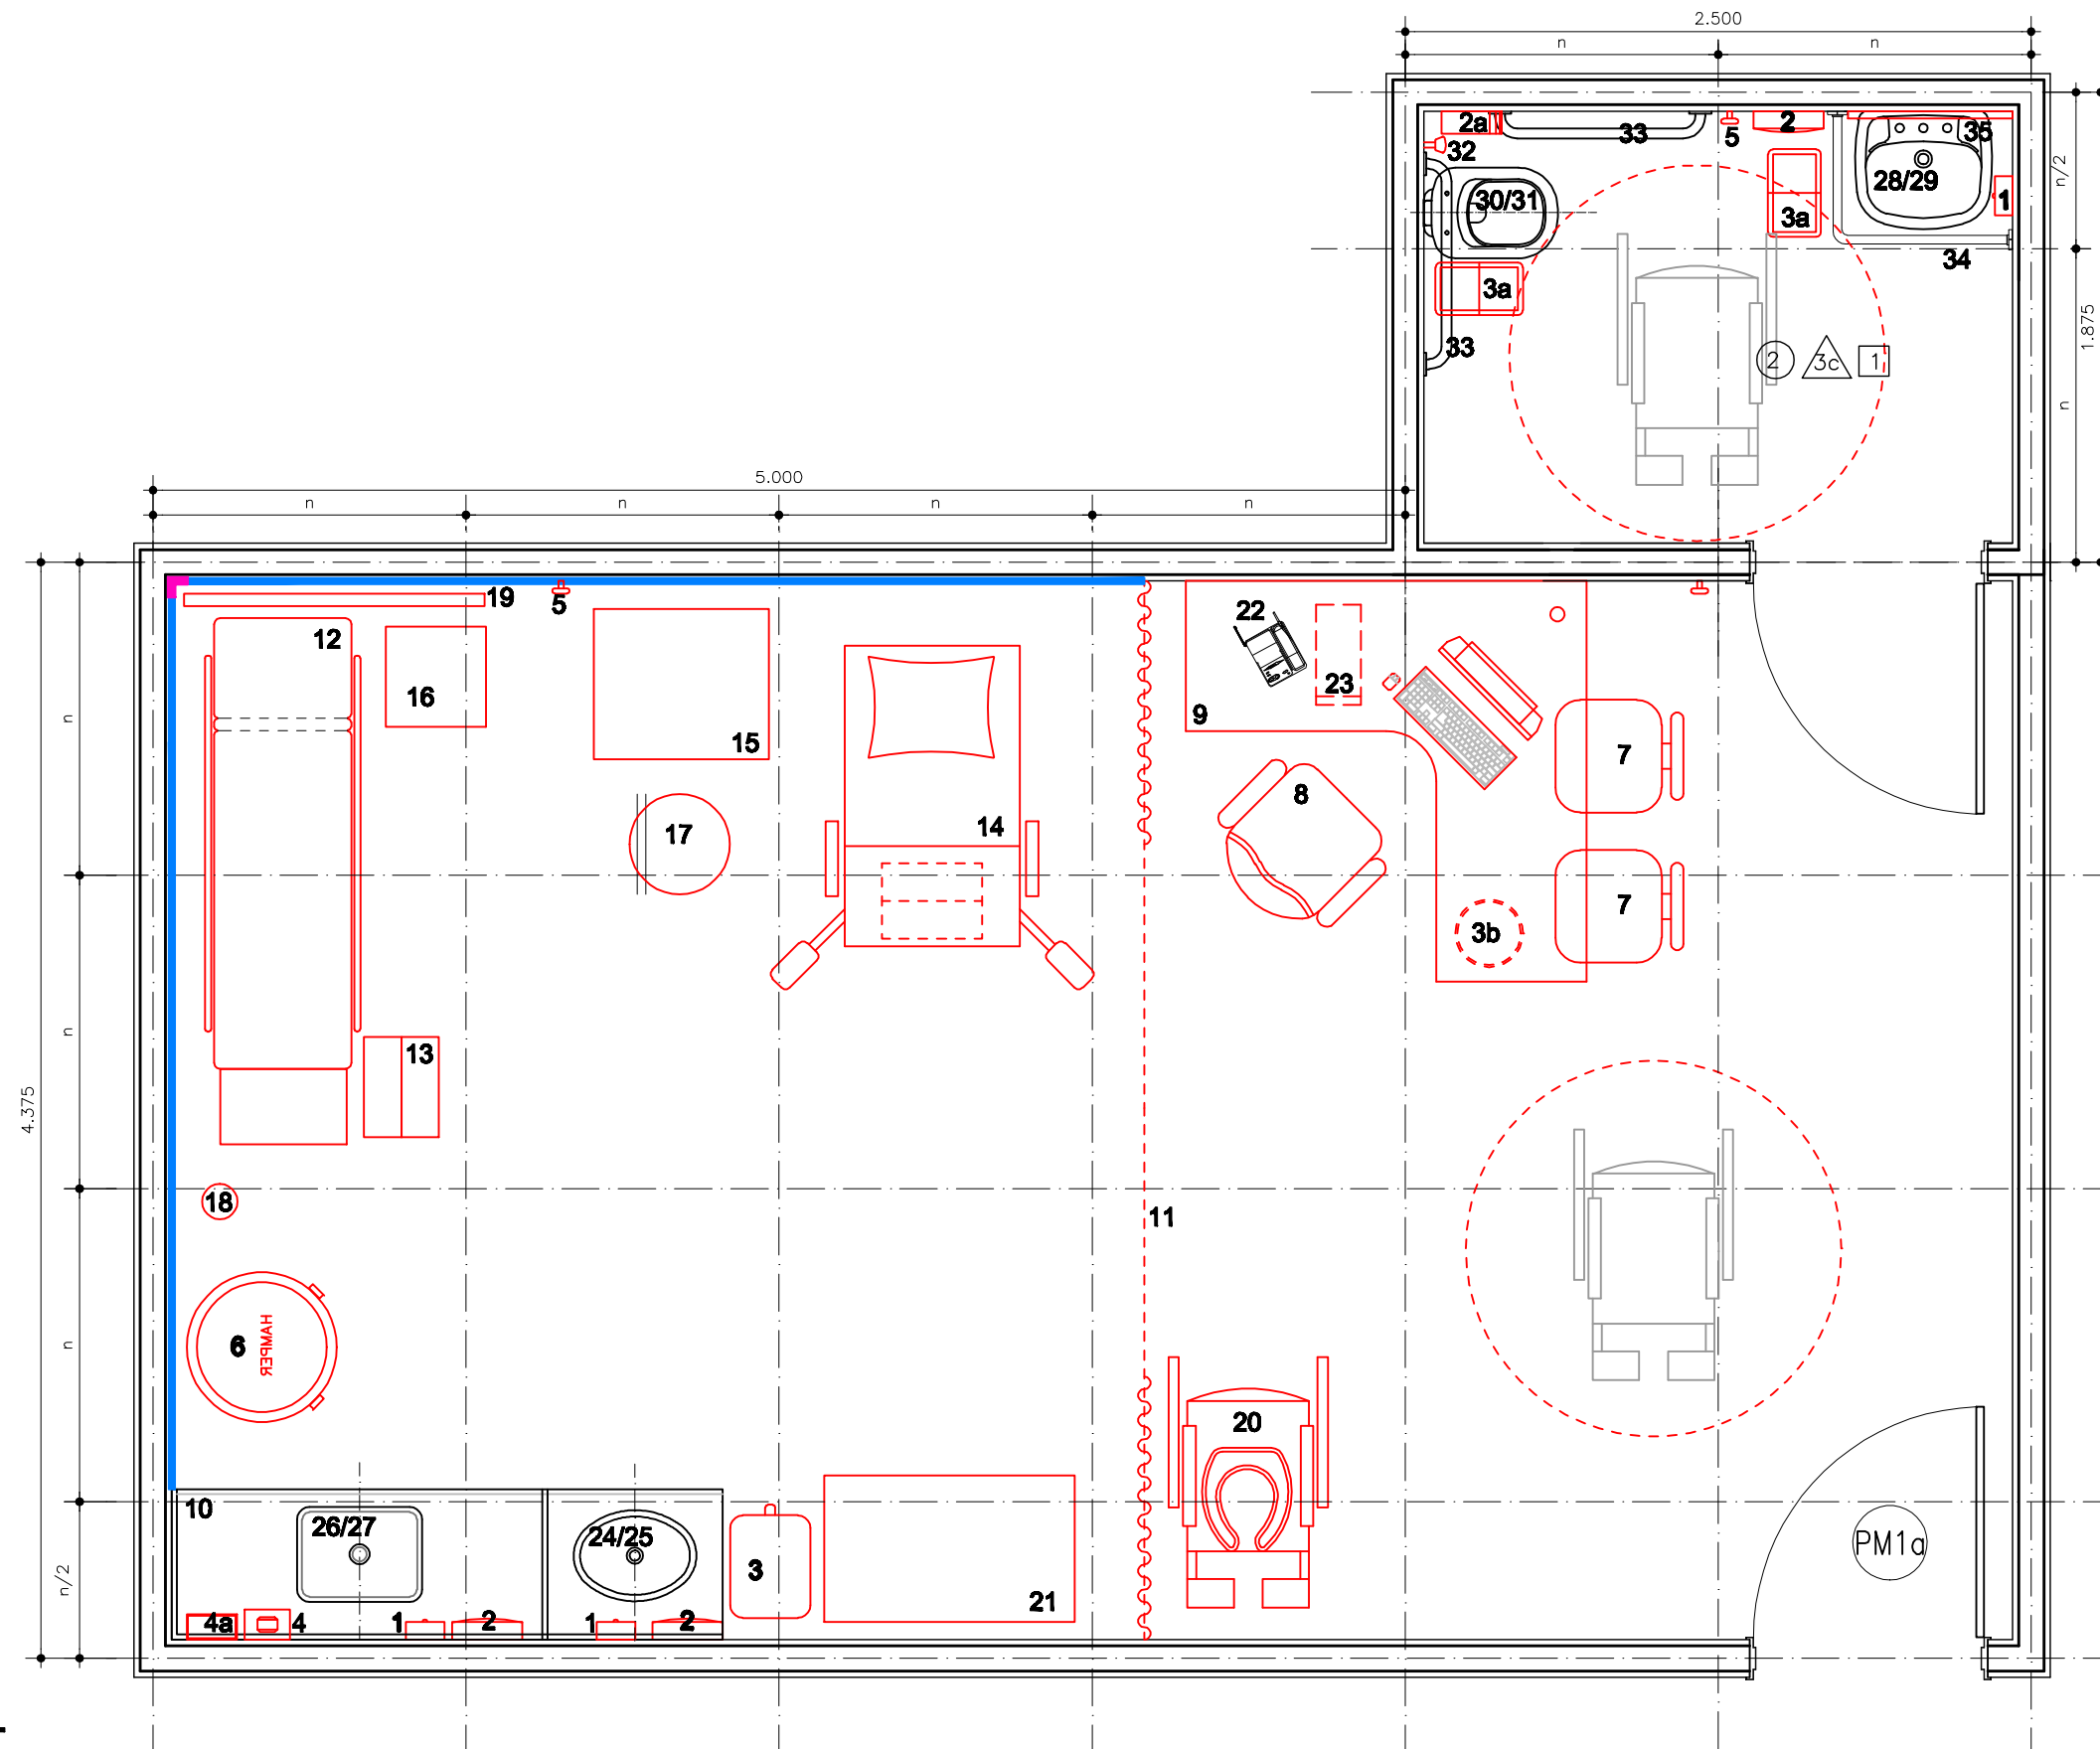 2.500
n n
2a 33 5 2 35
32
28/29
30/31 3a 1
n/2
34
3a
1.875
33
2 3c 1
n
5.000
n n n n
19 5
12 22
16 23
9
15
n
7
8
17 14
7
3b
n
13
4.375
18 11
n
6 HAMPER
20
10
26/27 24/25
PM1a
3
n/2
21
4a 4 1 2 1 2